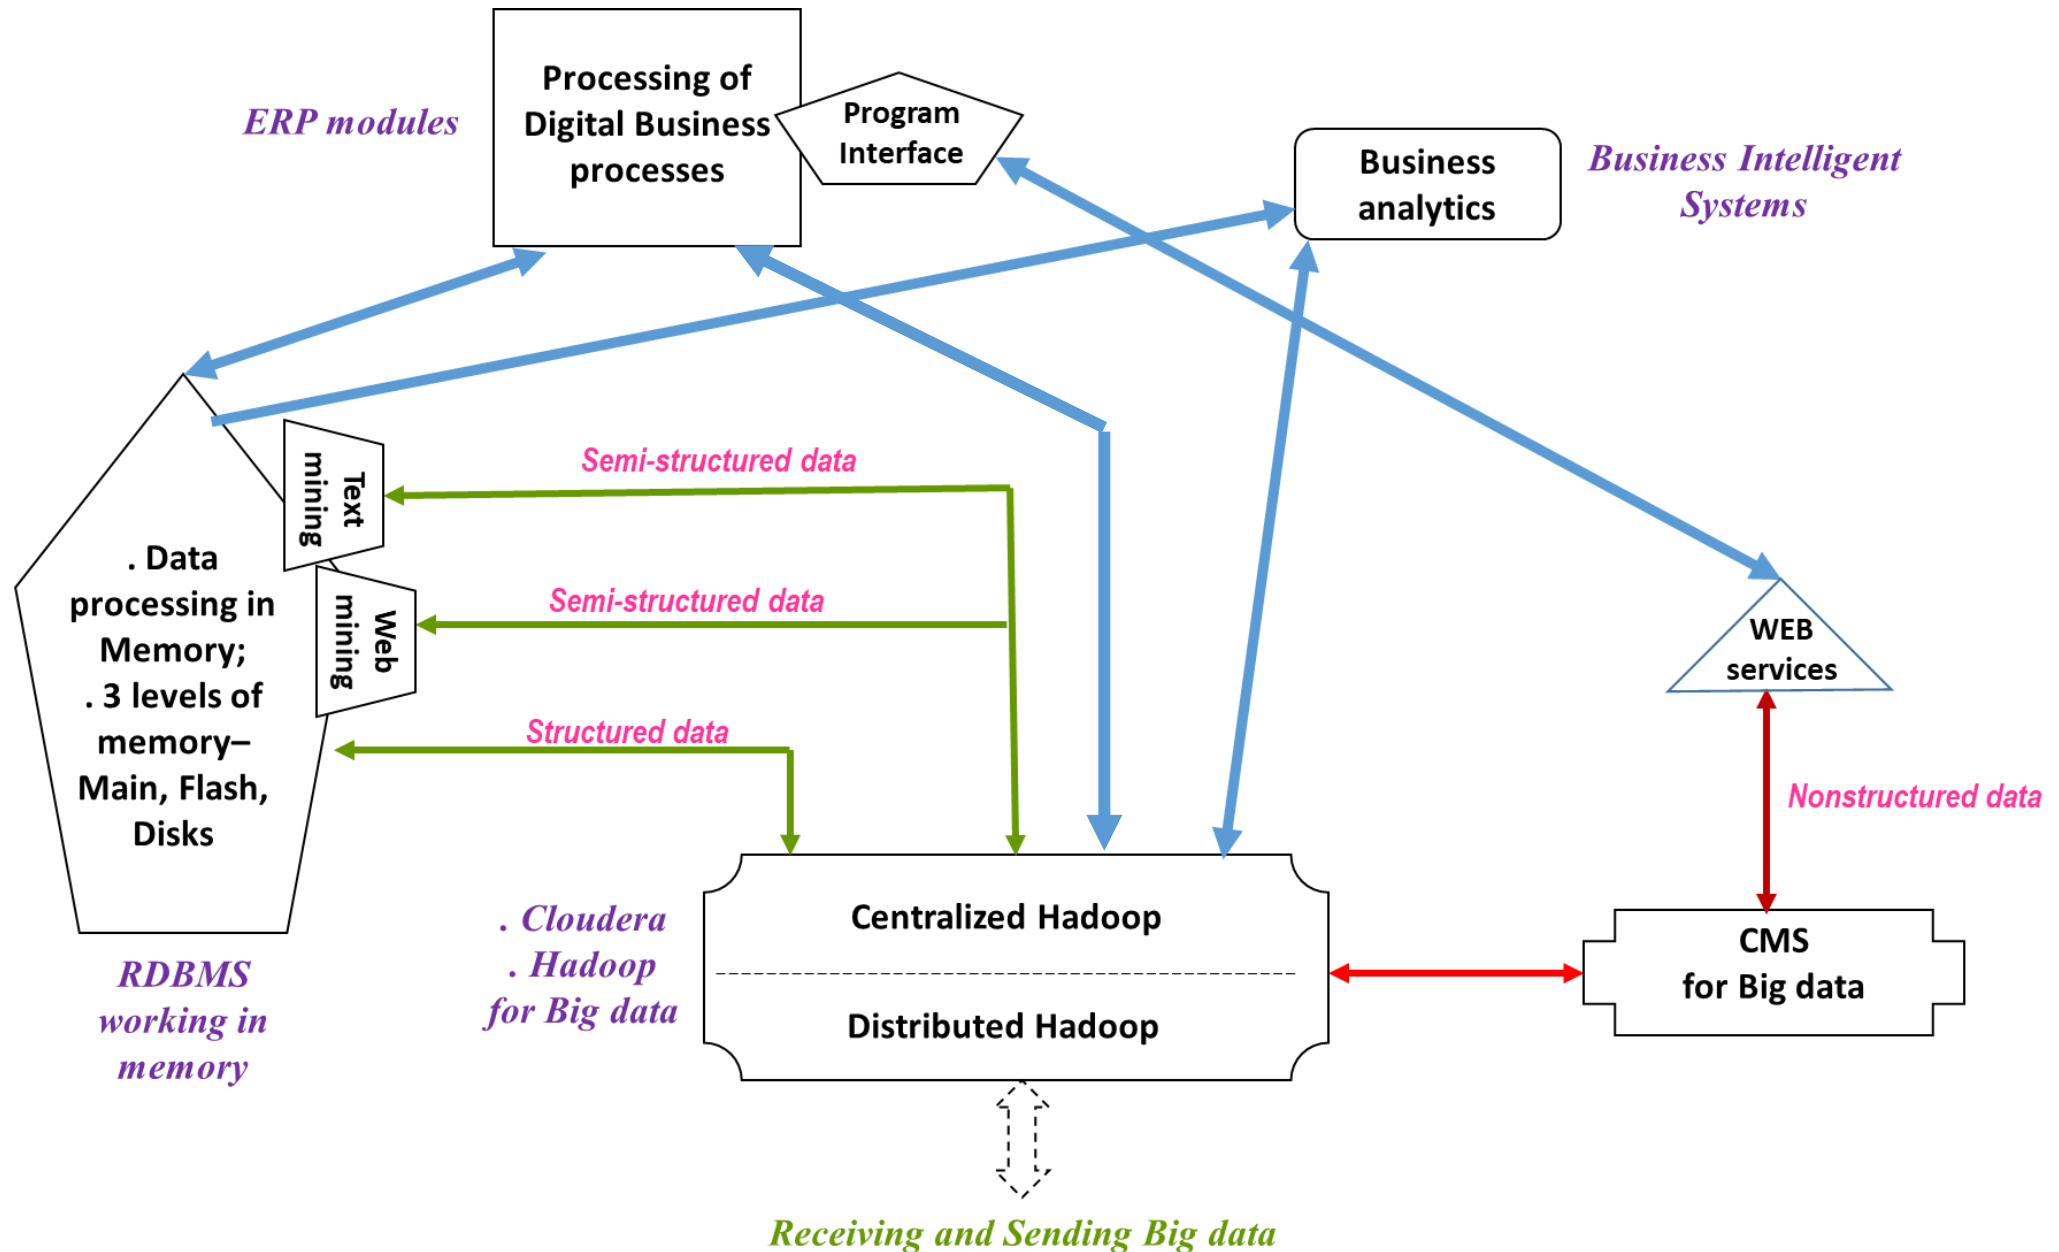 Processing of
Digital Business
processes
ERP modules
Program
Interface
Business
analytics
Business Intelligent
Systems
Text
mining
Semi-structured data
. Data
processing in
Memory;
. 3 levels of
memory–
Main, Flash,
Disks
Web
mining
Semi-structured data
WEB
services
Structured data
Nonstructured data
RDBMS
working in
memory
. Cloudera
. Hadoop
for Big data
Centralized Hadoop
Distributed Hadoop
CMS
for Big data
Receiving and Sending Big data